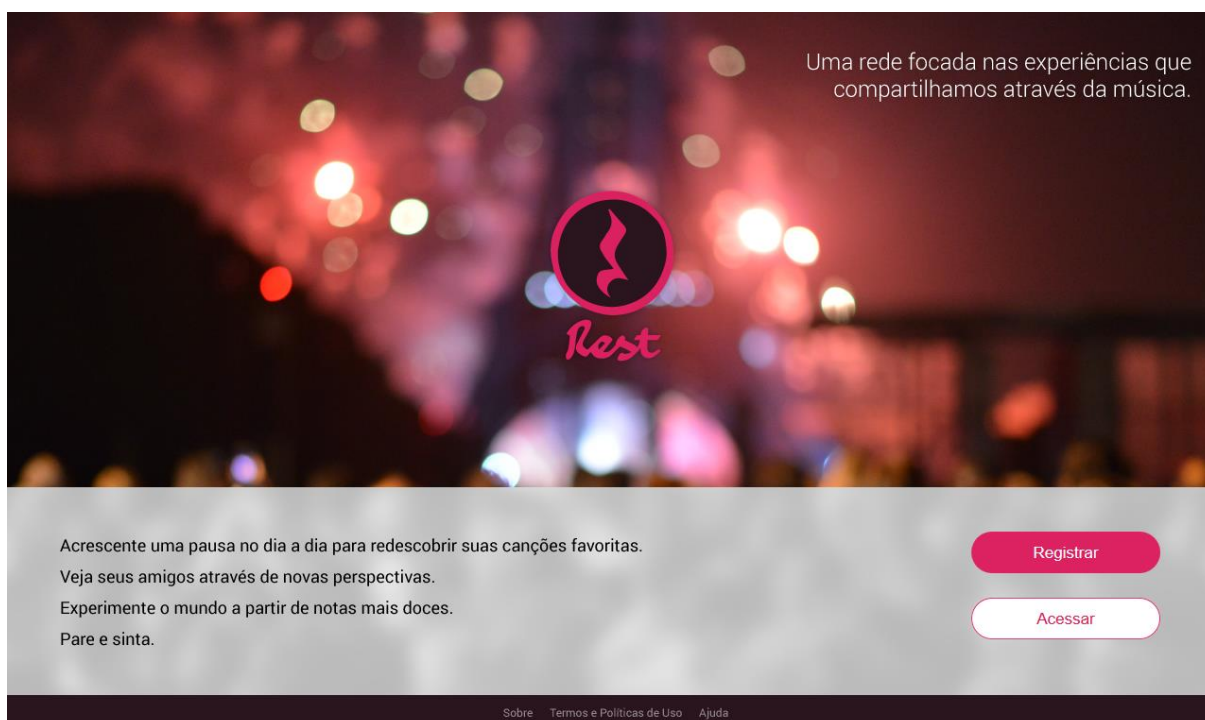 Uma rede focada nas experiências que
compartilhamos através da música.
Rest
Acrescente uma pausa no dia a dia para redescobrir suas canções favoritas.
Veja seus amigos através de novas perspectivas.
Experimente o mundo a partir de notas mais doces.
Pare e sinta.
Registrar
Acessar
Sobre Termos e Políticas de Uso Ajuda